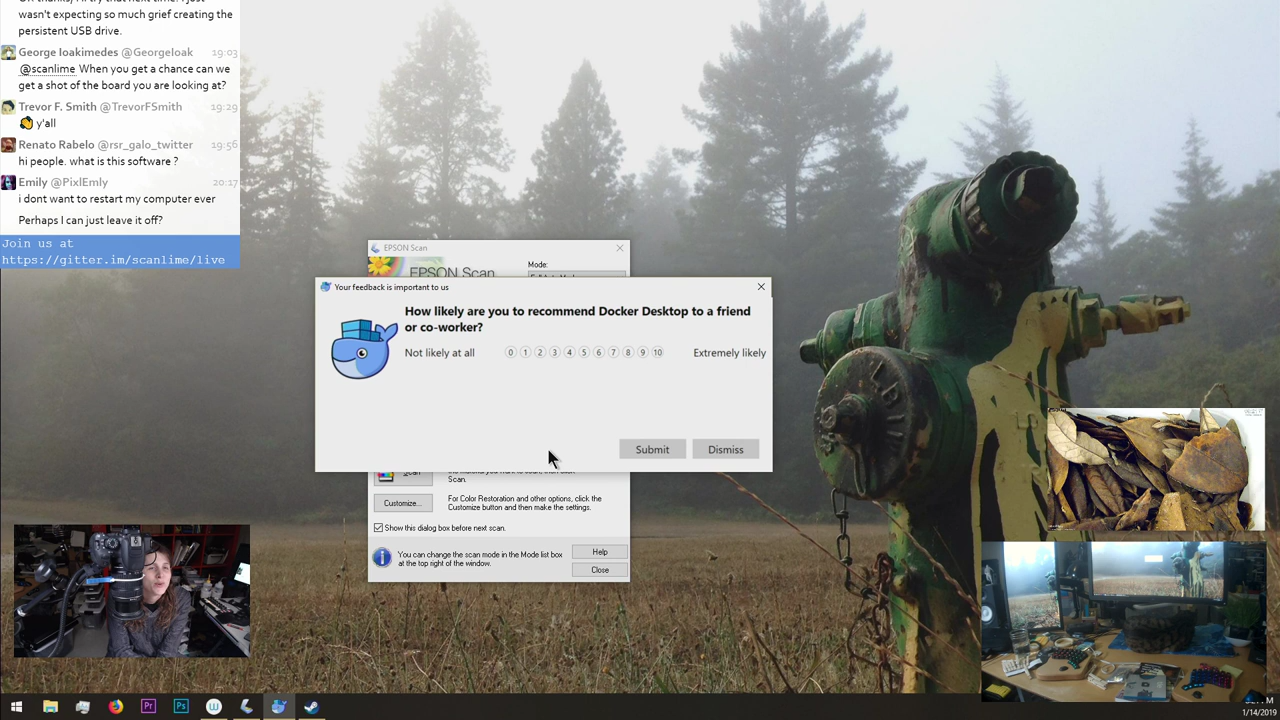 wasn't expecting so much grief creating the
persistent USB drive.
George Ioakimedes @GeorgeIoak 19:03
@scanlime When you get a chance can we
get a shot of the board you are looking at?
Trevor F. Smith @TrevorFSmith 19:29
y'all
Renato Rabelo @rsr_galo_twitter 19:56
hi people. what is this software ?
Emily @PixlEmly 20:17
i dont want to restart my computer ever
Perhaps I can just leave it off?
Join us at
https://gitter.im/scanlime/live
EPSON Scan
EPSON Scan
Mode:
Your feedback is important to us
How likely are you to recommend Docker Desktop to a friend
or co-worker?
Not likely at all 0 1 2 3 4 5 6 7 8 9 10 Extremely likely
Submit Dismiss
Scan.
Customize...
For Color Restoration and other options, click the
Customize button and then make the settings.
Show this dialog box before next scan.
You can change the scan mode in the Mode list box
at the top right of the window.
Help
Close
Pr Ps
1/14/2019